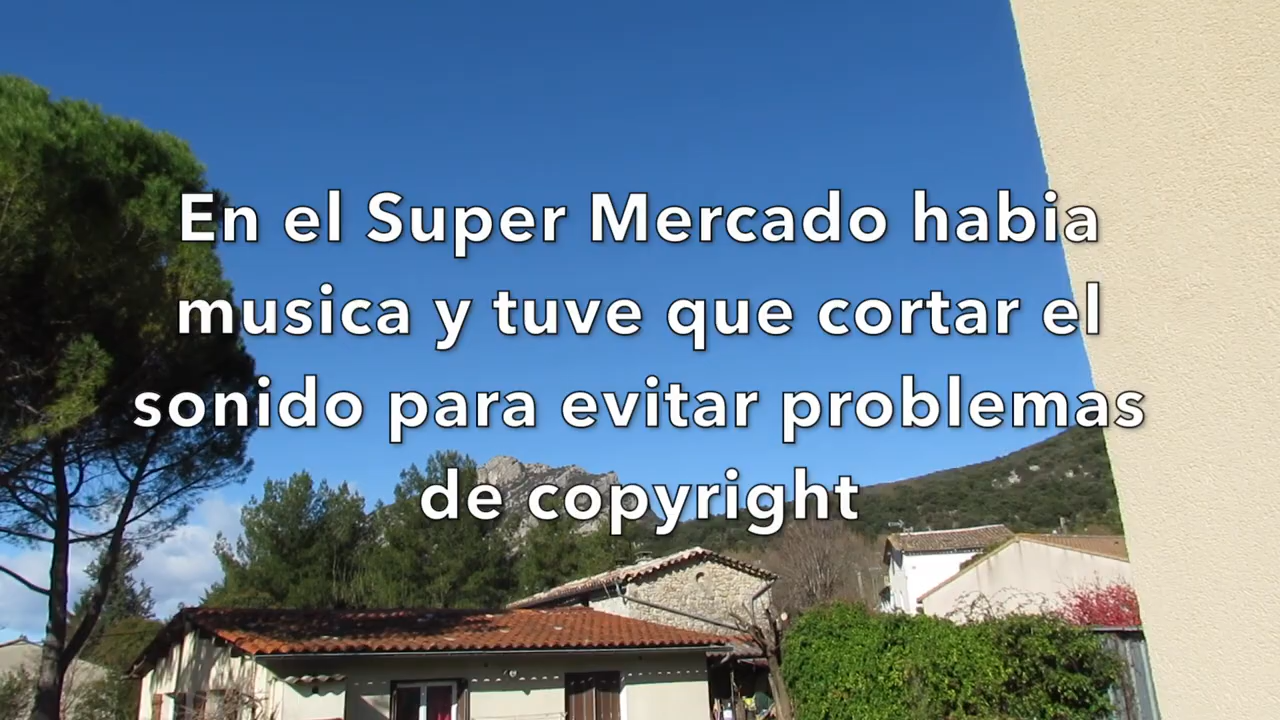 En el Super Mercado habia
musica y tuve que cortar el
sonido para evitar problemas
de copyright